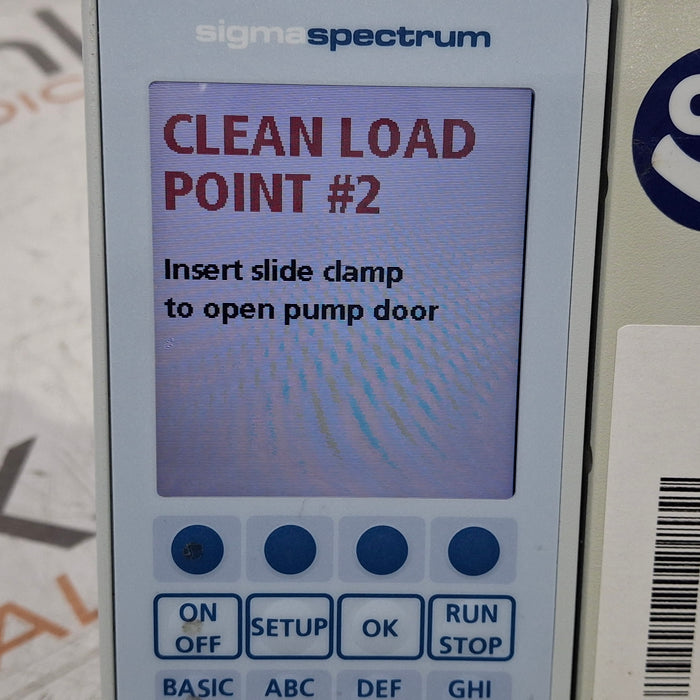 sigmaspectrum
CLEAN LOAD
POINT #2
Insert slide clamp
to open pump door
ON
OFF
SETUP
OK
RUN
STOP
BASIC
ABC
DEF
GHI